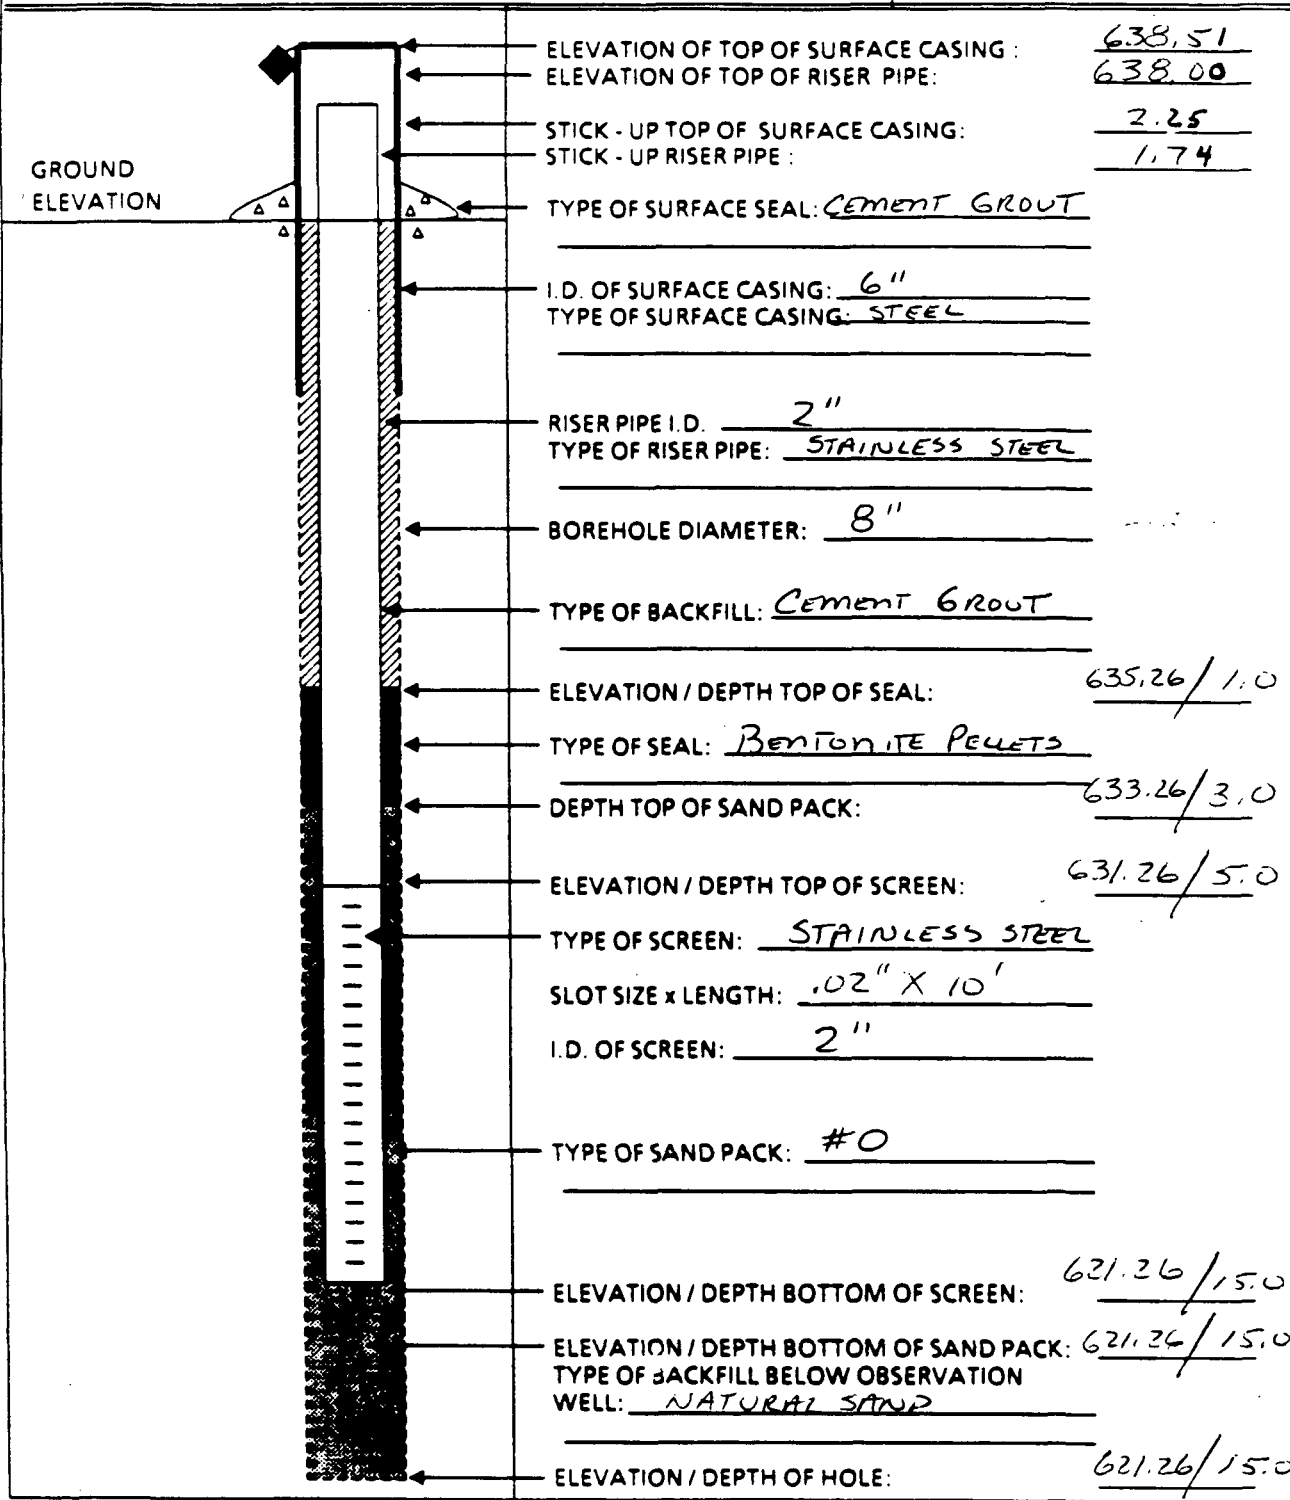 ELEVATION OF TOP OF SURFACE CASING : 638.51
ELEVATION OF TOP OF RISER PIPE: 638.00
STICK - UP TOP OF SURFACE CASING: 2.25
STICK - UP RISER PIPE : 1.74
GROUND
ELEVATION
TYPE OF SURFACE SEAL: CEMENT GROUT
I.D. OF SURFACE CASING: 6"
TYPE OF SURFACE CASING: STEEL
RISER PIPE I.D. 2"
TYPE OF RISER PIPE: STAINLESS STEEL
BOREHOLE DIAMETER: 8"
TYPE OF BACKFILL: CEMENT GROUT
ELEVATION / DEPTH TOP OF SEAL: 635.26/1.0
TYPE OF SEAL: BENTONITE PELLETS
DEPTH TOP OF SAND PACK: 633.26/3.0
ELEVATION / DEPTH TOP OF SCREEN: 631.26/5.0
TYPE OF SCREEN: STAINLESS STEEL
SLOT SIZE x LENGTH: .02" X 10'
I.D. OF SCREEN: 2"
TYPE OF SAND PACK: #0
ELEVATION / DEPTH BOTTOM OF SCREEN: 621.26/15.0
ELEVATION / DEPTH BOTTOM OF SAND PACK: 621.26/15.0
TYPE OF BACKFILL BELOW OBSERVATION
WELL: NATURAL SAND
ELEVATION / DEPTH OF HOLE: 621.26/15.0